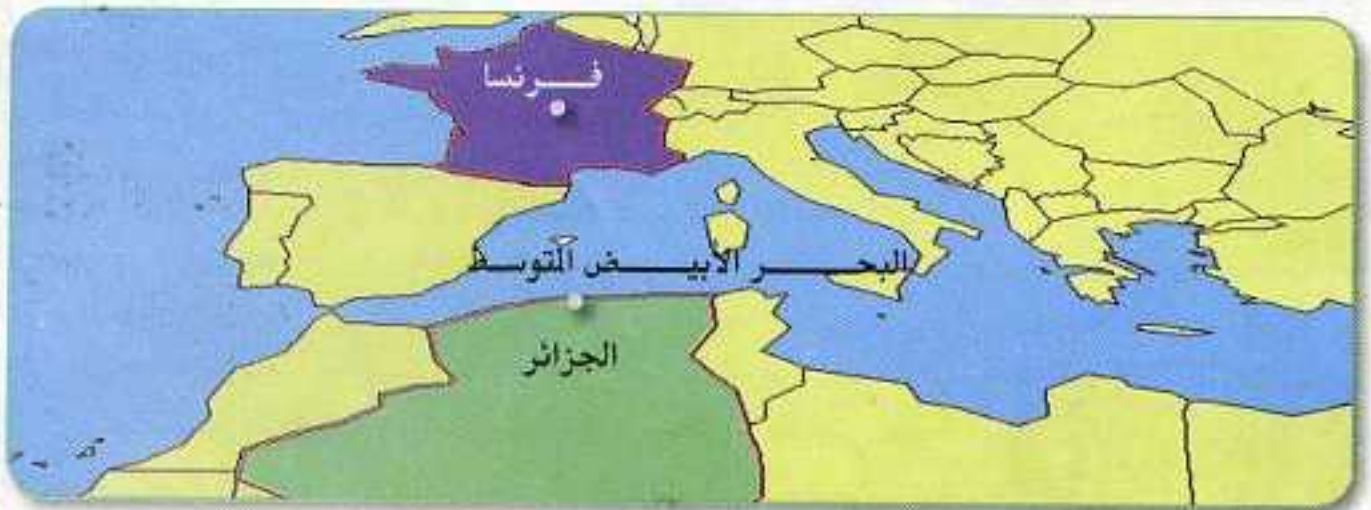 فرنسا
البحر الأبيض المتوسط
الجزائر